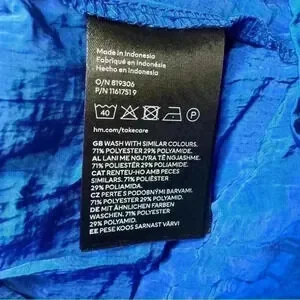 Made in Indonesia
Fabriqué en Indonésie
Hecho en Indonesia
O/N 819306
P/N 1161751 9
40
P
hm.com/takecare
GB WASH WITH SIMILAR COLOURS.
71% POLYESTER 29% POLYAMIDE.
AL LANI ME NGJYRA TË NGJASHME.
71% POLIESTËR 29% POLIAMID.
CAT RENTEU-HO AMB PECES
SIMILARS. 71% POLIÈSTER
29% POLIAMIDA.
CZ PERTE S PODOBNÝMI BARVAMI.
71% POLYESTER 29% POLYAMID.
DE MIT ÄHNLICHEN FARBEN
WASCHEN. 71% POLYESTER
29% POLYAMID.
EE PESE KOOS SARNAST VÄRVI